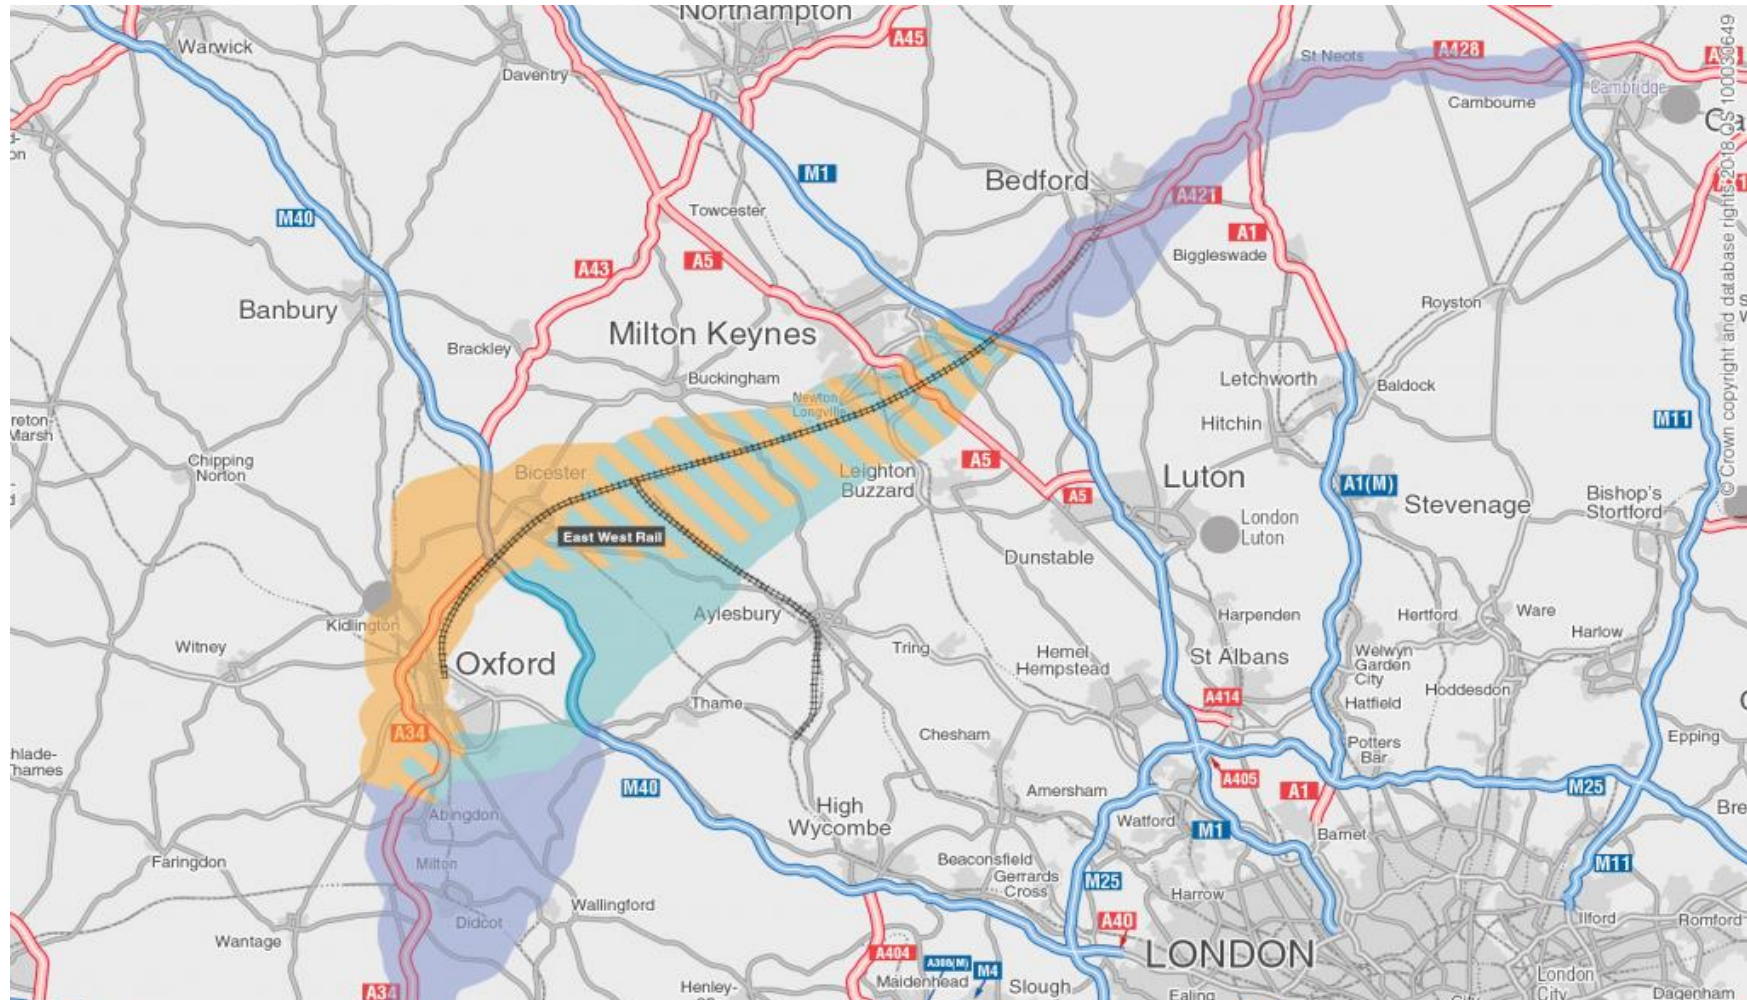 Northampton
A45
Warwick
Daventry
St Neots
A428
Cambridge
Cambourne
M1
Bedford
A421
M40
Towcester
A1
Biggleswade
A43
A5
Banbury
Milton Keynes
Royston
Brackley
Buckingham
Letchworth
Baldock
Newton
Longville
Hitchin
M11
Chipping
Norton
Bicester
Leighton
Buzzard
A5
A5
Luton
A1(M)
Stevenage
Bishop's
Stortford
East West Rail
London
Luton
Dunstable
Kidlington
Aylesbury
Harpenden
Hertford
Ware
Harlow
Witney
Oxford
Tring
Hemel
Hempstead
St Albans
Welwyn
Garden
City
Hoddesdon
Thame
A414
Hatfield
A34
Chesham
Potters
Bar
Epping
M40
Amersham
A405
A1
M25
Abingdon
High
Wycombe
Watford
M1
Barnet
Faringdon
Milton
Beaconsfield
Gerrards
Cross
M25
Harrow
M11
Wallingford
Didcot
Wantage
A40
Ilford
Romford
A404
A308(M)
M4
LONDON
Maidenhead
Slough
London
City
A34
Henley-
Ealing
Dagenham
© Crown copyright and database rights 2018 OS 100030649